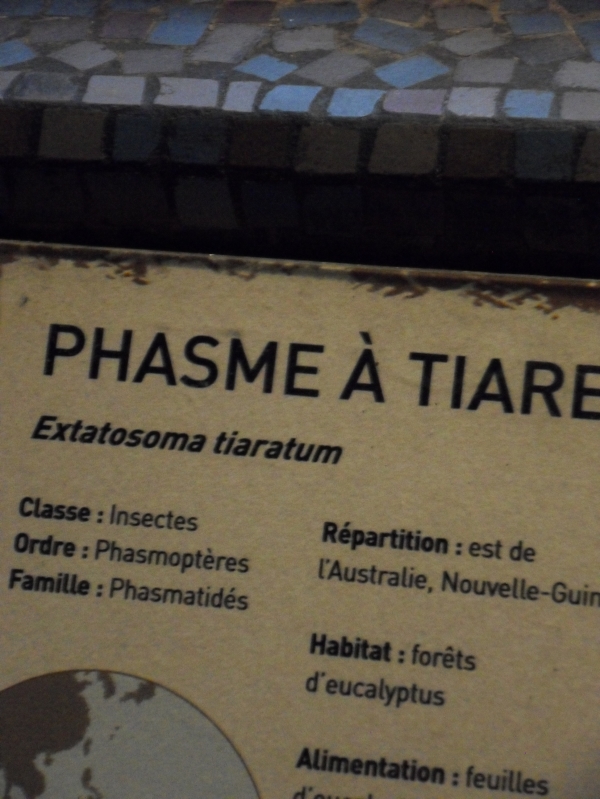 PHASME À TIARE
Extatosoma tiaratum
Classe : Insectes
Ordre : Phasmoptères
Famille : Phasmatidés
Répartition : est de
l'Australie, Nouvelle-Guin
Habitat : forêts
d'eucalyptus
Alimentation : feuilles